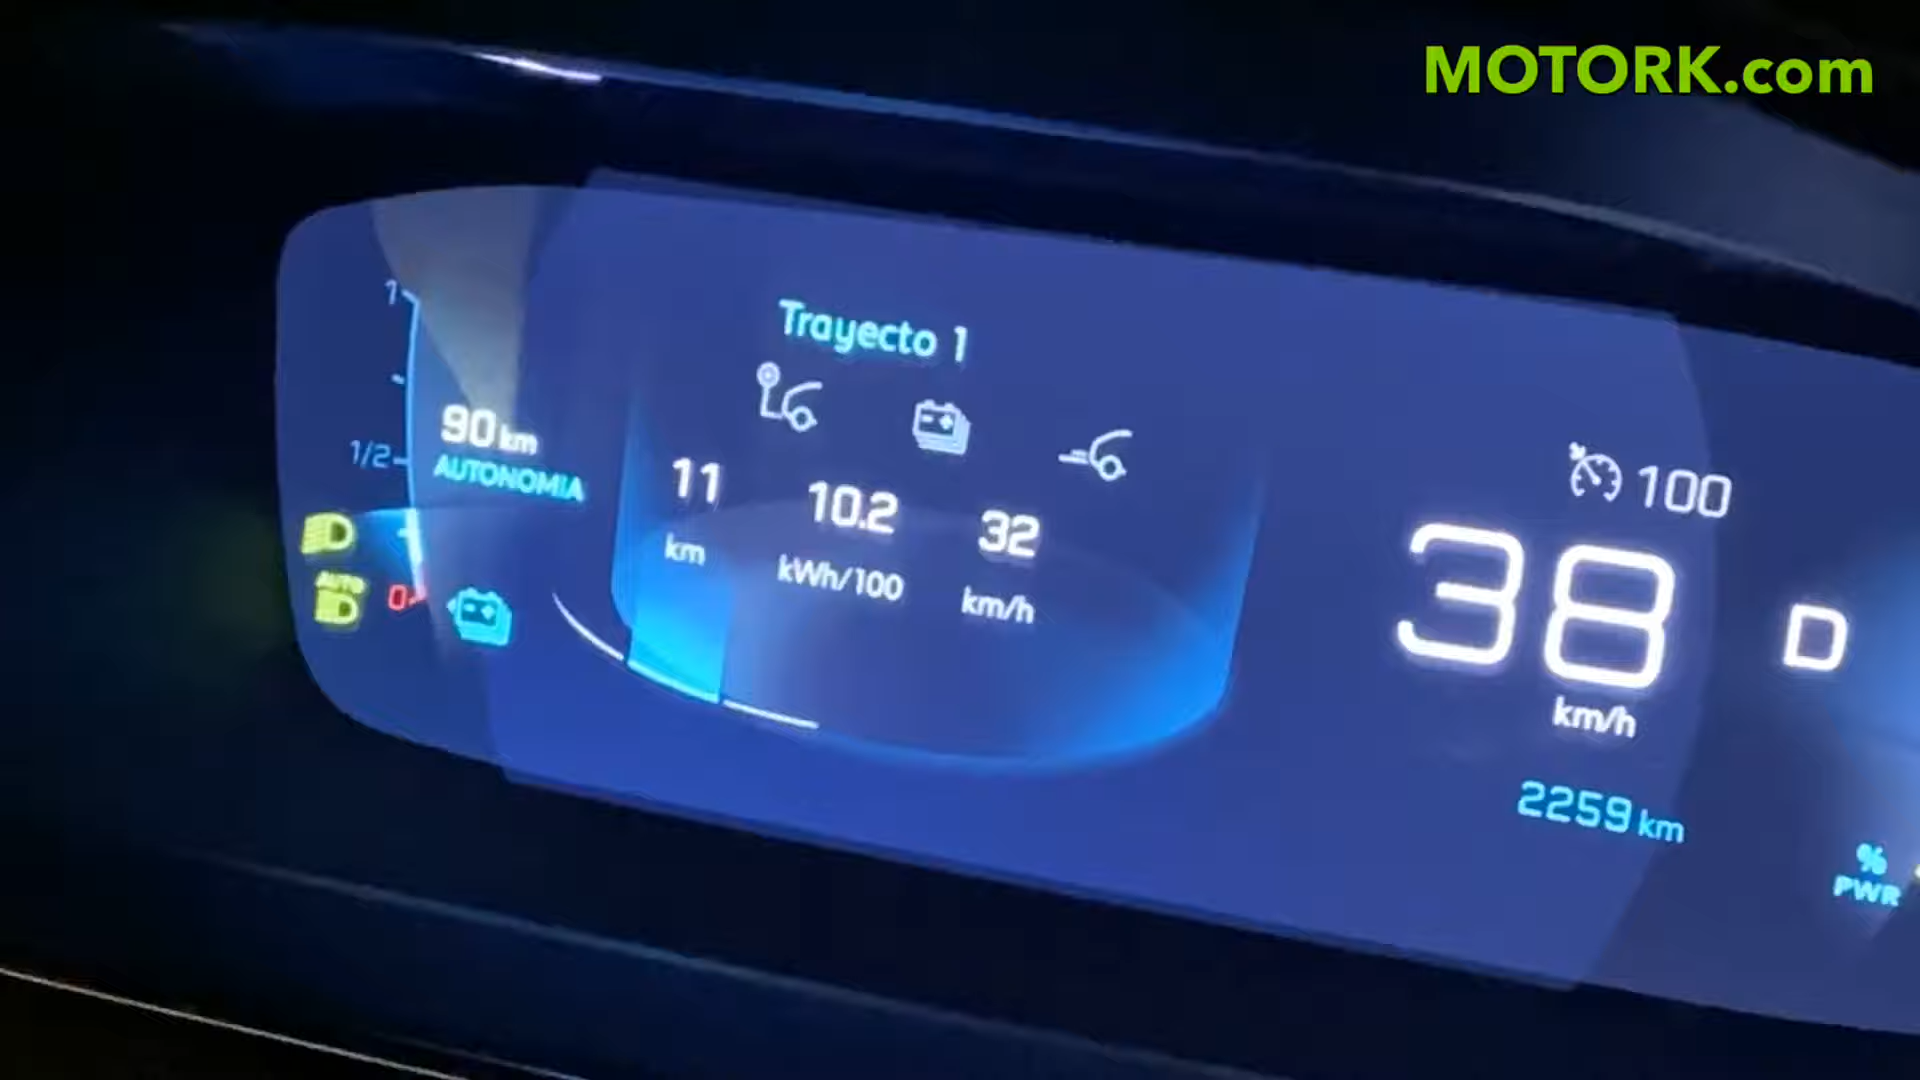 MOTORK.com
Trayecto 1
1
90 km
AUTONOMIA
1/2
11
10.2
32
km
kWh/100
km/h
100
38
D
km/h
AUTO
0
2259 km
%
PWR